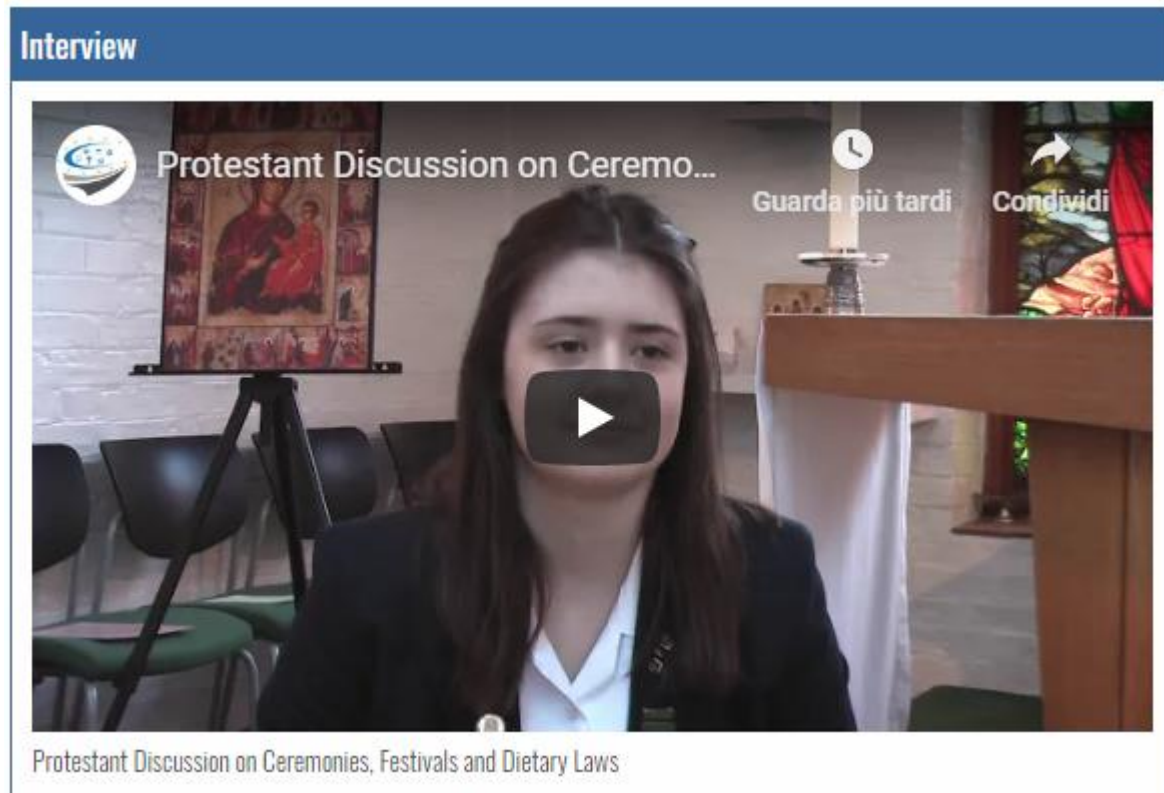 Interview
Protestant Discussion on Ceremo...
Guarda più tardi
Condividi
Protestant Discussion on Ceremonies, Festivals and Dietary Laws